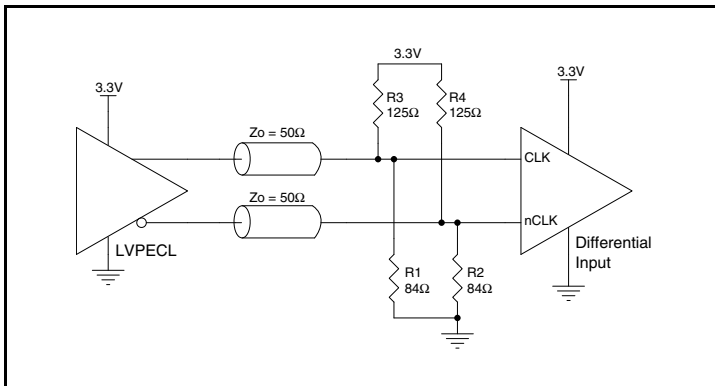 3.3V
3.3V
3.3V
R3
125Ω
R4
125Ω
Zo = 50Ω
CLK
Zo = 50Ω
nCLK
LVPECL
Differential
Input
R1
84Ω
R2
84Ω